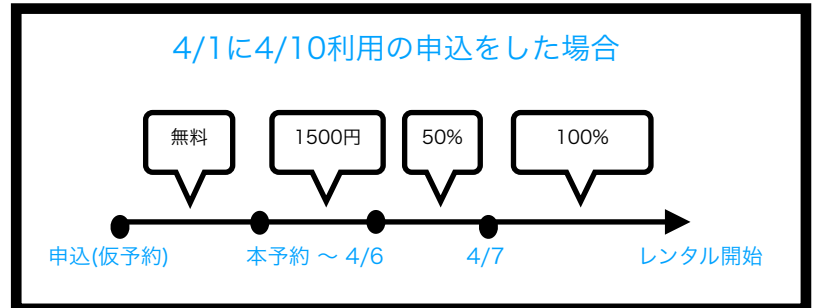 4/1に4/10利用の申込をした場合
無料 1500円 50% 100%
申込(仮予約) 本予約 ～ 4/6 4/7 レンタル開始